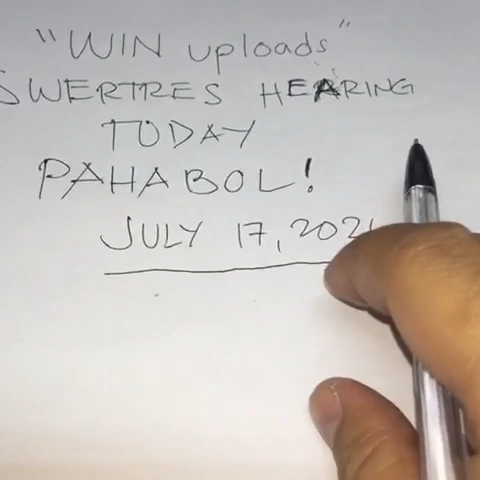 "WIN uploads"
SWERTRES HEARING
TODAY
PAHABOL!
JULY 17, 202